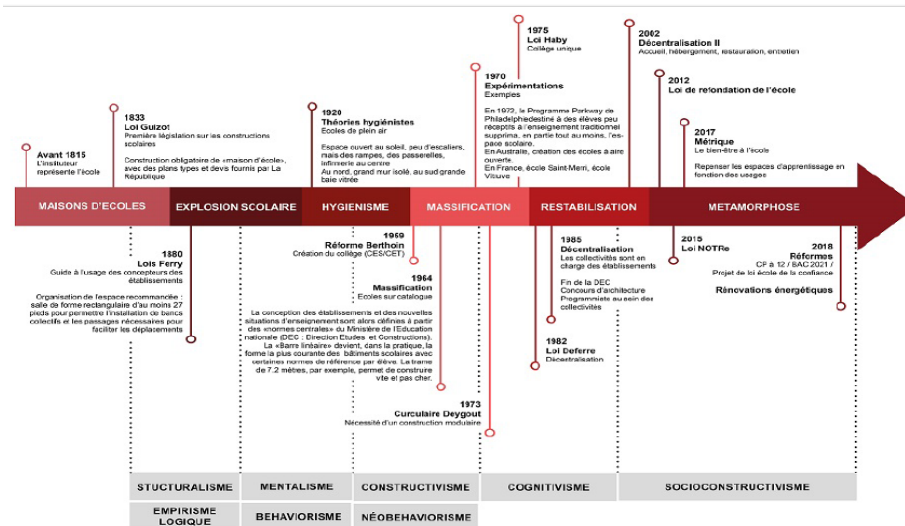 1975
Loi Haby
Collège unique
2002
Décentralisation II
Accueil, hébergement, restauration, entretien
1970
Expérimentations
Exemples
En 1972, le Programme Parkway de
Philadelphedestiné à des élèves peu
réceptifs à l'enseignement traditionnel
supprima, en partie tout au moins, l'es-
pace scolaire.
En Australie, création des écoles à aire
ouverte.
En France, école Saint-Merri, école
Vitruve
2012
Loi de refondation de l'école
1833
Loi Guizot
Première législation sur les constructions
scolaires
Construction obligatoire de «maison d'école»,
avec des plans types et devis fournis par La
République
1920
Théories hygiénistes
Ecoles de plein air
Espace ouvert au soleil, peu d'escaliers,
mais des rampes, des passerelles,
infirmerie au centre
Au nord, grand mur isolé, au sud grande
baie vitrée
2017
Métrique
Le bien-être à l'école
Repenser les espaces d'apprentissage en
fonction des usages
Avant 1815
L'instituteur
représente l'école
MAISONS D'ECOLES
EXPLOSION SCOLAIRE
HYGIENISME
MASSIFICATION
RESTABILISATION
METAMORPHOSE
1880
Lois Ferry
Guide à l'usage des concepteurs des
établissements
Organisation de l'espace recommandée :
salle de forme rectangulaire d'au moins 27
pieds pour permettre l'installation de bancs
collectifs et les passages nécessaires pour
faciliter les déplacements
1959
Réforme Berthoin
Création du collège (CES/CET)
1964
Massification
Ecoles sur catalogue
La conception des établissements et des nouvelles
situations d'enseignement sont alors définies à partir
des «normes centrales» du Ministère de l'Education
nationale (DEC : Direction Etudes et Constructions).
La «Barre linéaire» devient, dans la pratique, la
forme la plus courante des bâtiments scolaires avec
certaines normes de référence par élève. La trame
de 7.2 mètres, par exemple, permet de construire
vite et pas cher.
1973
Curculaire Deygout
Nécessité d'un construction modulaire
1985
Décentralisation
Les collectivités sont en
charge des établissements
Fin de la DEC
Concours d'architecture
Programmiste au sein des
collectivités
1982
Loi Deferre
Décentralisation
2015
Loi NOTRe
2018
Réformes
CP à 12 / BAC 2021 /
Projet de loi école de la confiance
Rénovations énergétiques
STUCTURALISME
MENTALISME
CONSTRUCTIVISME
COGNITIVISME
SOCIOCONSTRUCTIVISME
EMPIRISME
LOGIQUE
BEHAVIORISME
NÉOBEHAVIORISME